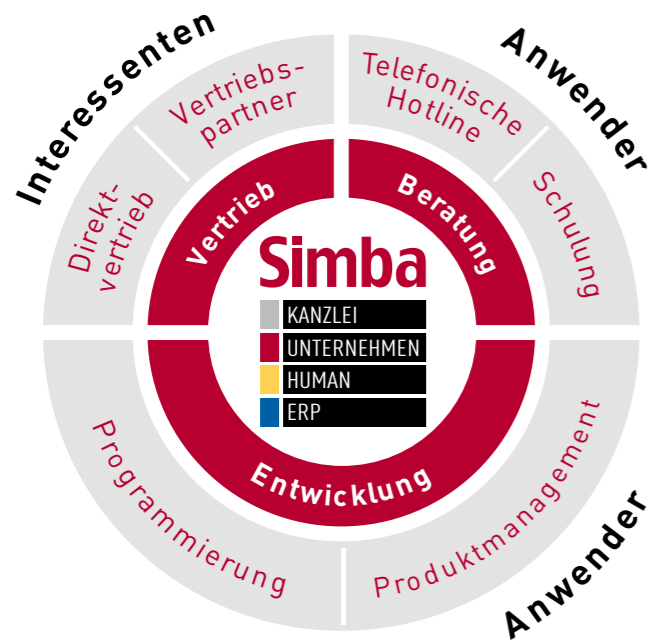 Interessenten
Anwender
Vertriebs-
partner
Telefonische
Hotline
Direkt-
vertrieb
Schulung
Vertrieb
Beratung
Simba
KANZLEI
UNTERNEHMEN
HUMAN
ERP
Entwicklung
Programmierung
Produktmanagement
Anwender